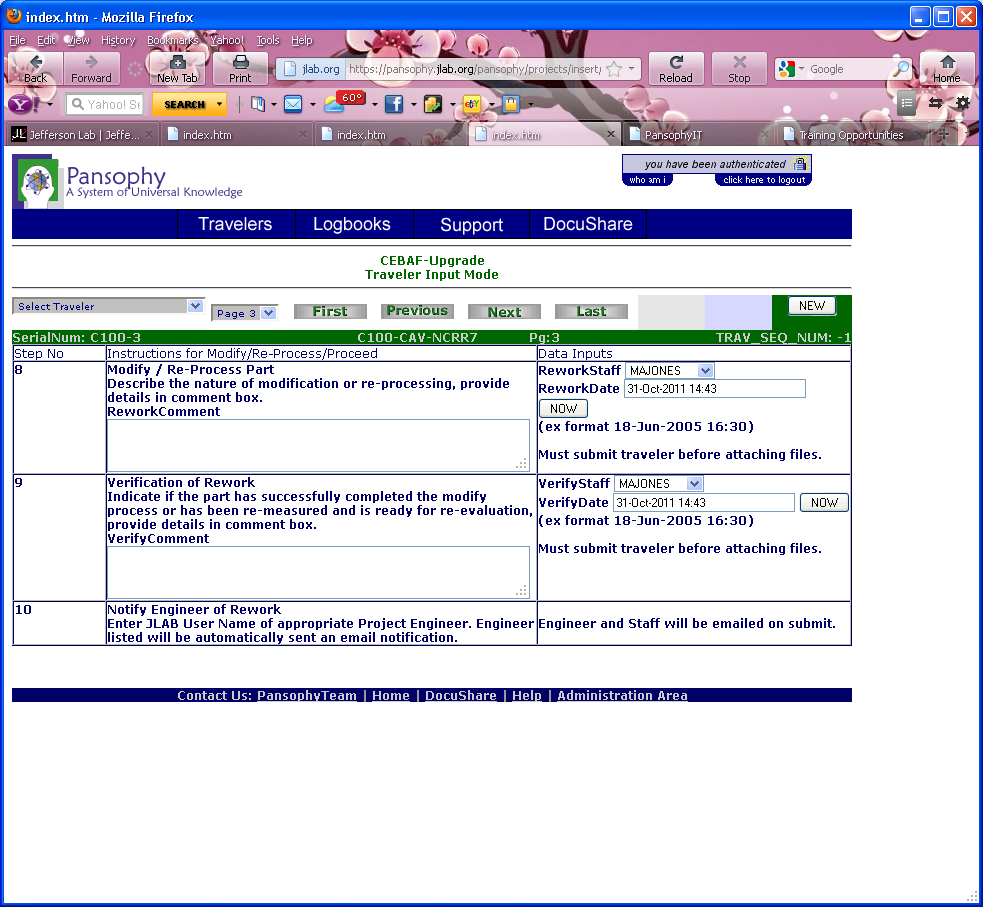 index.htm - Mozilla Firefox
File Edit View History Bookmarks Yahoo! Tools Help
Back Forward New Tab Print jlab.org https://pansophy.jlab.org/pansophy/projects/insert Reload Stop Google Home
Y! Yahoo! Se SEARCH 60° f ebY
JL Jefferson Lab | Jeffe... index.htm index.htm index.htm PansophyIT Training Opportunities
Pansophy
A System of Universal Knowledge
you have been authenticated
who am i click here to logout
Travelers Logbooks Support DocuShare
CEBAF-Upgrade
Traveler Input Mode
Select Traveler Page 3 First Previous Next Last NEW
SerialNum: C100-3 C100-CAV-NCRR7 Pg:3 TRAV_SEQ_NUM: -1
Step No Instructions for Modify/Re-Process/Proceed Data Inputs
8
Modify / Re-Process Part
Describe the nature of modification or re-processing, provide
details in comment box.
ReworkComment
ReworkStaff MAJONES
ReworkDate 31-Oct-2011 14:43
NOW
(ex format 18-Jun-2005 16:30)
Must submit traveler before attaching files.
9
Verification of Rework
Indicate if the part has successfully completed the modify
process or has been re-measured and is ready for re-evaluation,
provide details in comment box.
VerifyComment
VerifyStaff MAJONES
VerifyDate 31-Oct-2011 14:43 NOW
(ex format 18-Jun-2005 16:30)
Must submit traveler before attaching files.
10
Notify Engineer of Rework
Enter JLAB User Name of appropriate Project Engineer. Engineer
listed will be automatically sent an email notification.
Engineer and Staff will be emailed on submit.
Contact Us: PansophyTeam | Home | DocuShare | Help | Administration Area